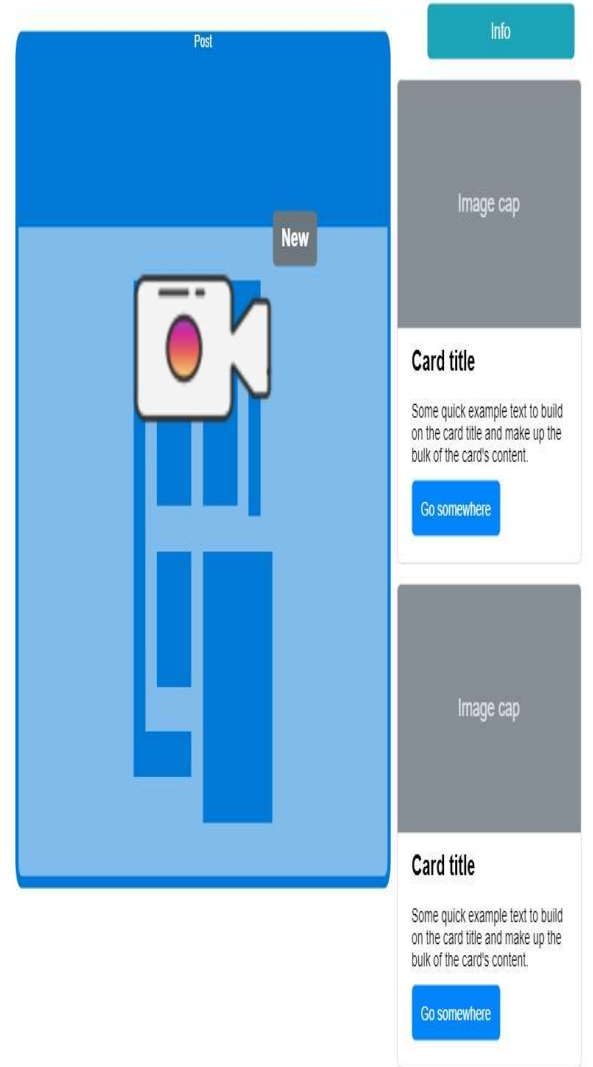 Post
New
Info
Image cap
Card title
Some quick example text to build
on the card title and make up the
bulk of the card's content.
Go somewhere
Image cap
Card title
Some quick example text to build
on the card title and make up the
bulk of the card's content.
Go somewhere